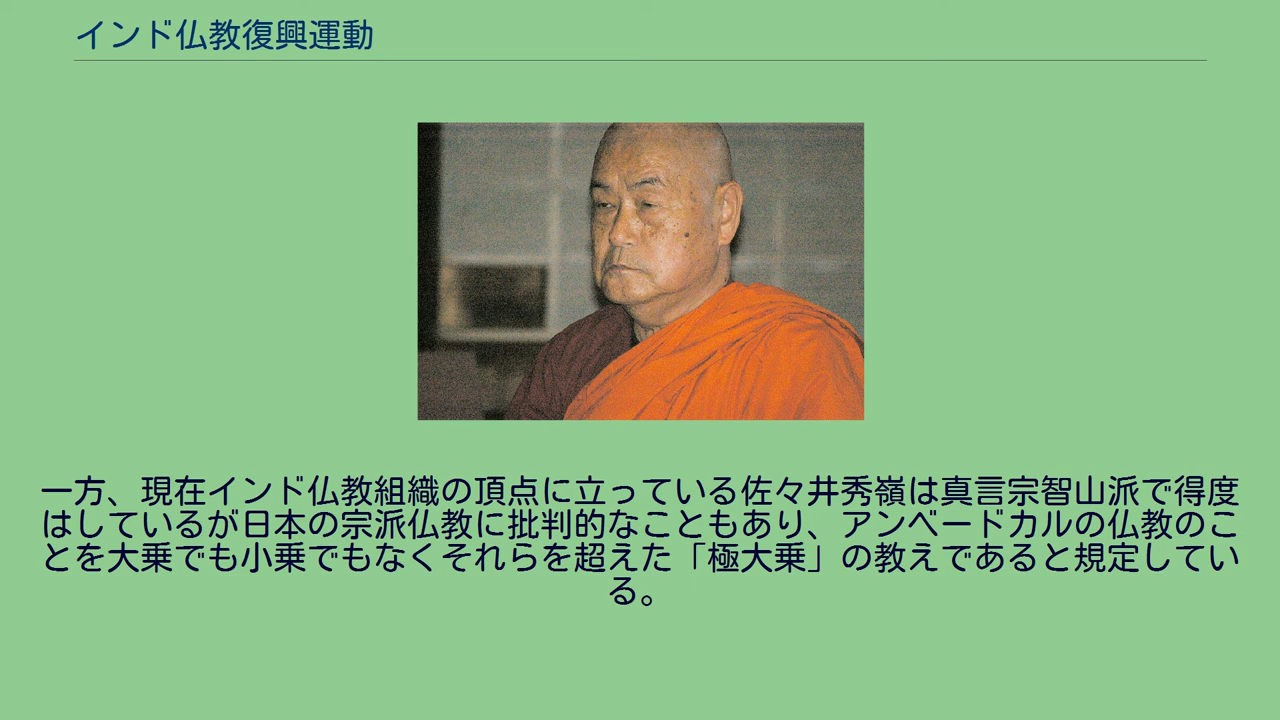 インド仏教復興運動
一方、現在インド仏教組織の頂点に立っている佐々井秀嶺は真言宗智山派で得度
はしているが日本の宗派仏教に批判的なこともあり、アンベードカルの仏教のこ
とを大乗でも小乗でもなくそれらを超えた「極大乗」の教えであると規定してい
る。